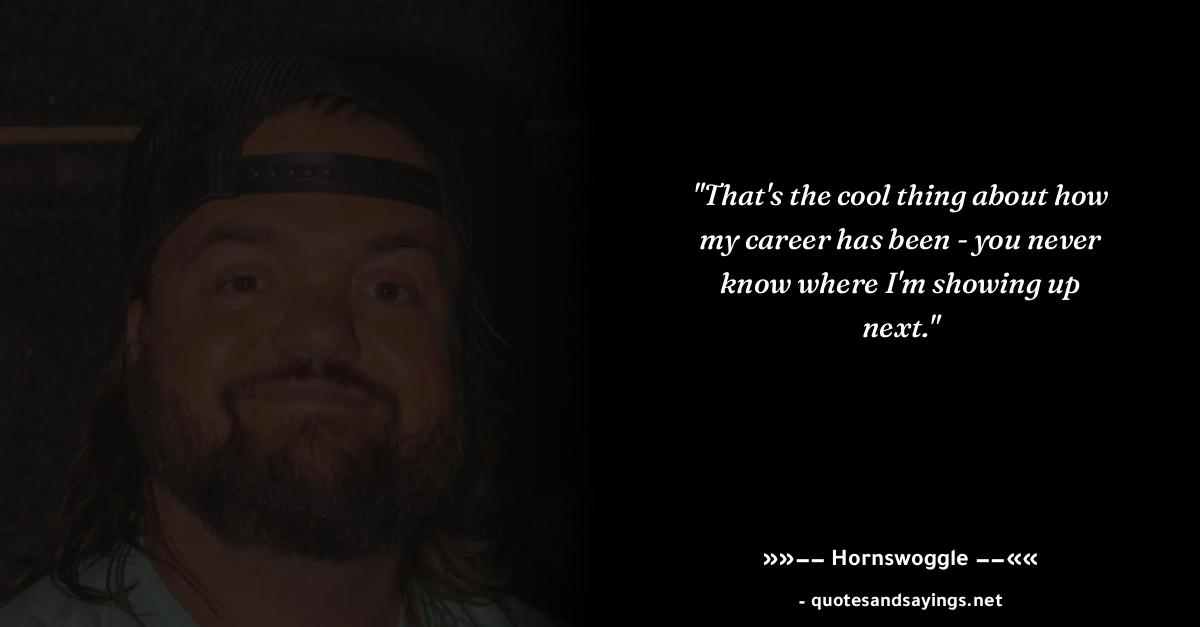 "That's the cool thing about how
my career has been - you never
know where I'm showing up
next."
»»−− Hornswoggle −−««
- quotesandsayings.net